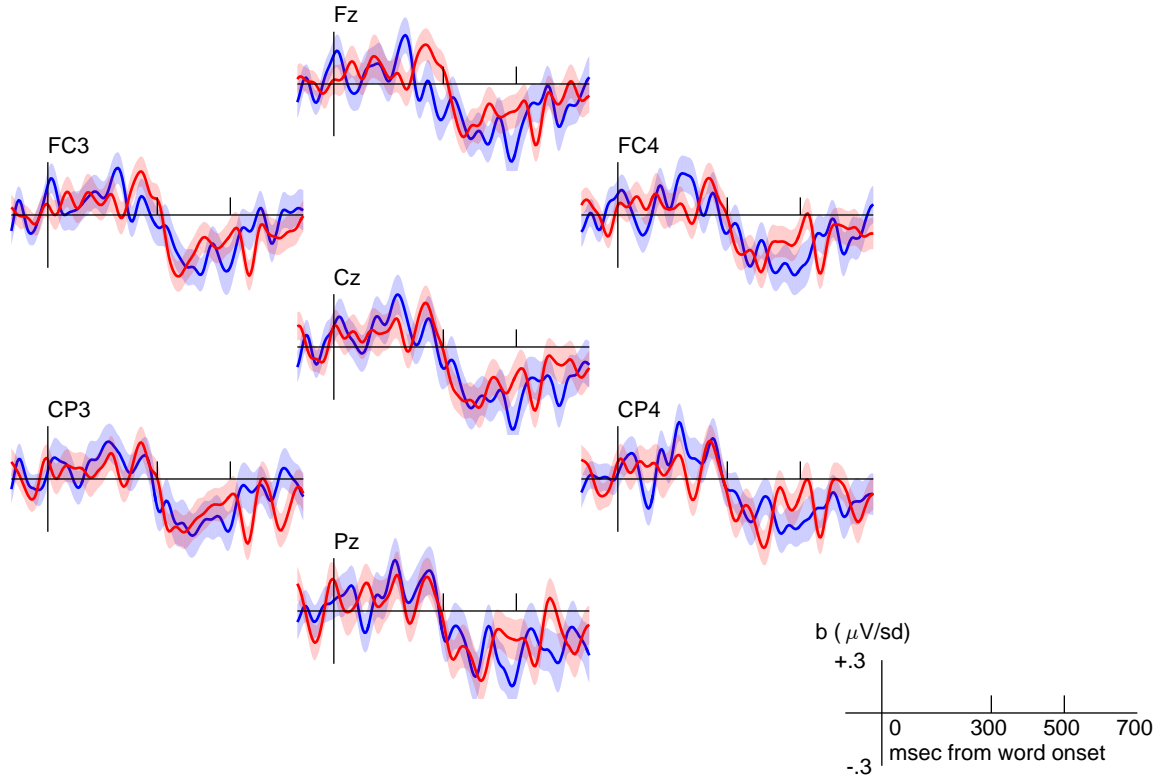 Fz
FC3
FC4
Cz
CP3
CP4
Pz
b ( μV/sd)
+.3
0 300 500 700
msec from word onset
-.3